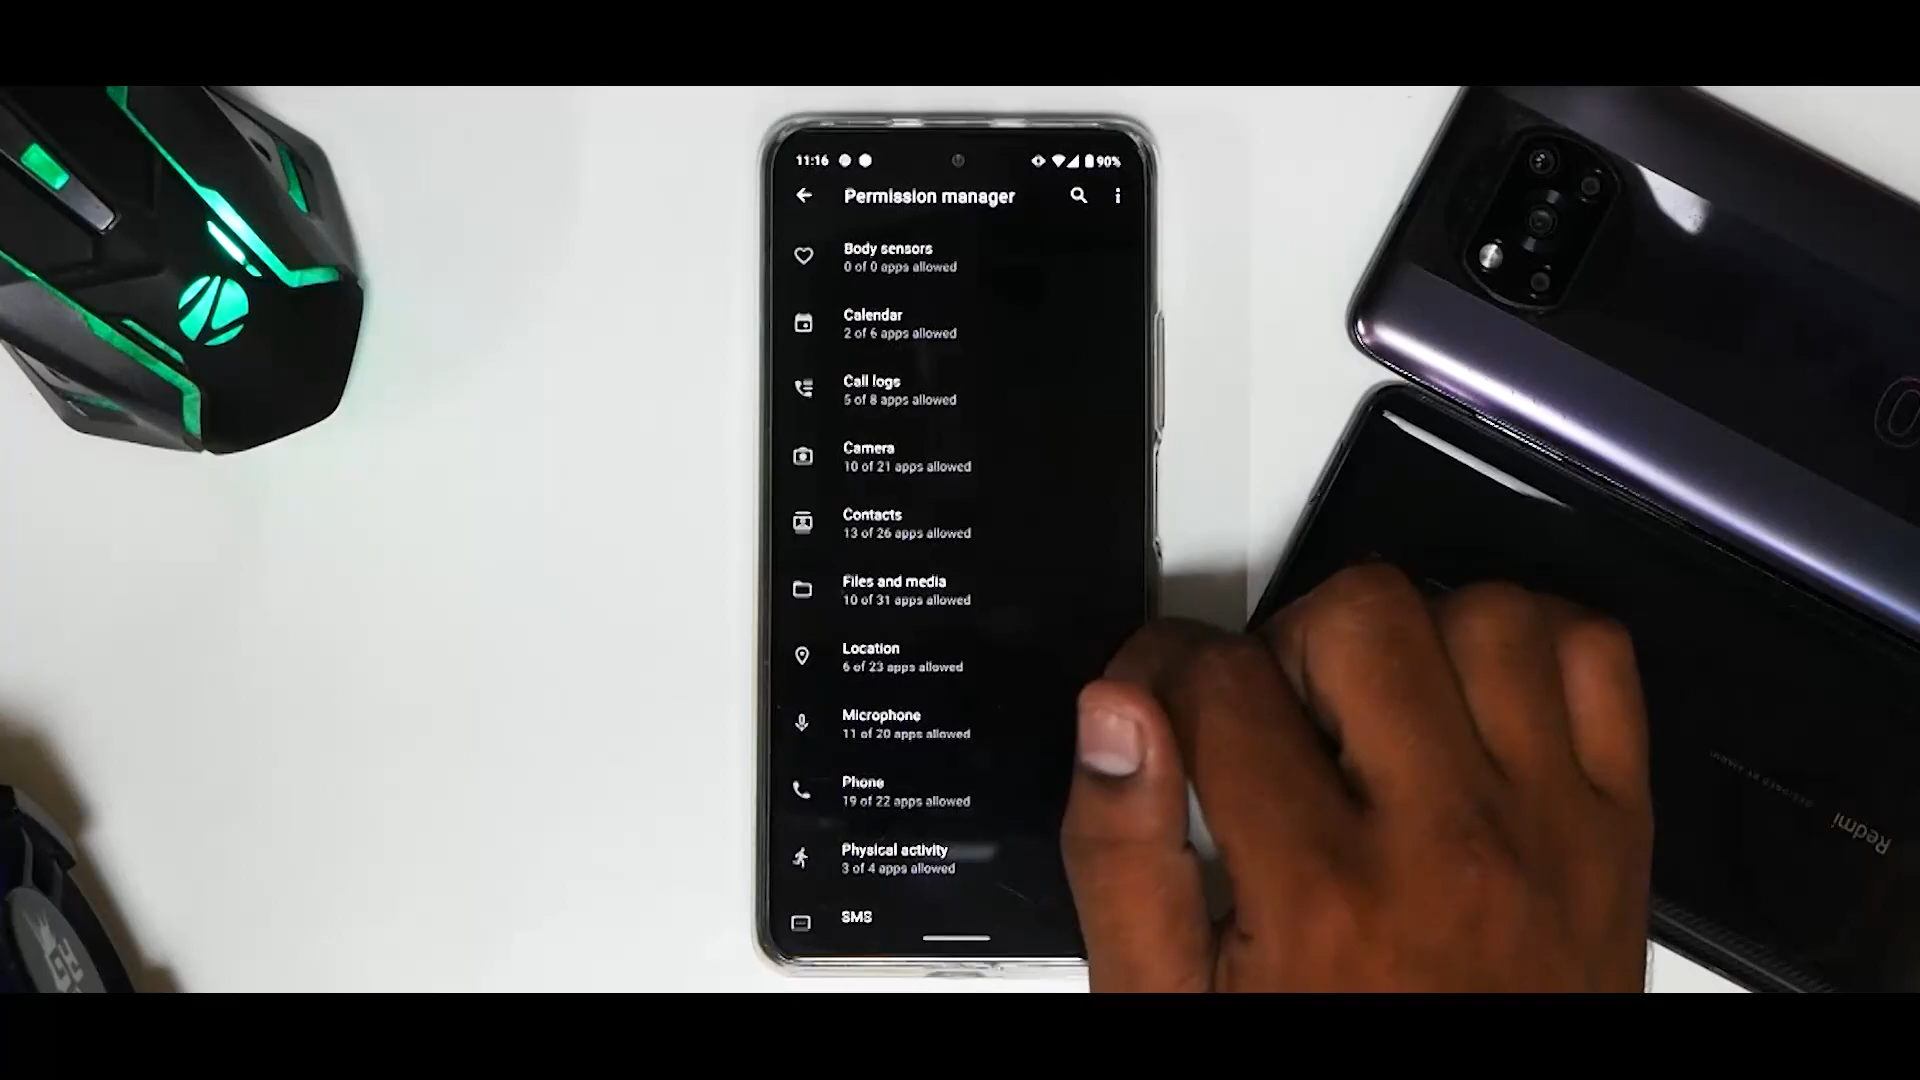 11:16
90%
Permission manager
Body sensors
0 of 0 apps allowed
Calendar
2 of 6 apps allowed
Call logs
5 of 8 apps allowed
Camera
10 of 21 apps allowed
Contacts
13 of 26 apps allowed
Files and media
10 of 31 apps allowed
Location
6 of 23 apps allowed
Microphone
11 of 20 apps allowed
Phone
19 of 22 apps allowed
Physical activity
3 of 4 apps allowed
SMS
Redmi
DESIGNED BY XIAOMI